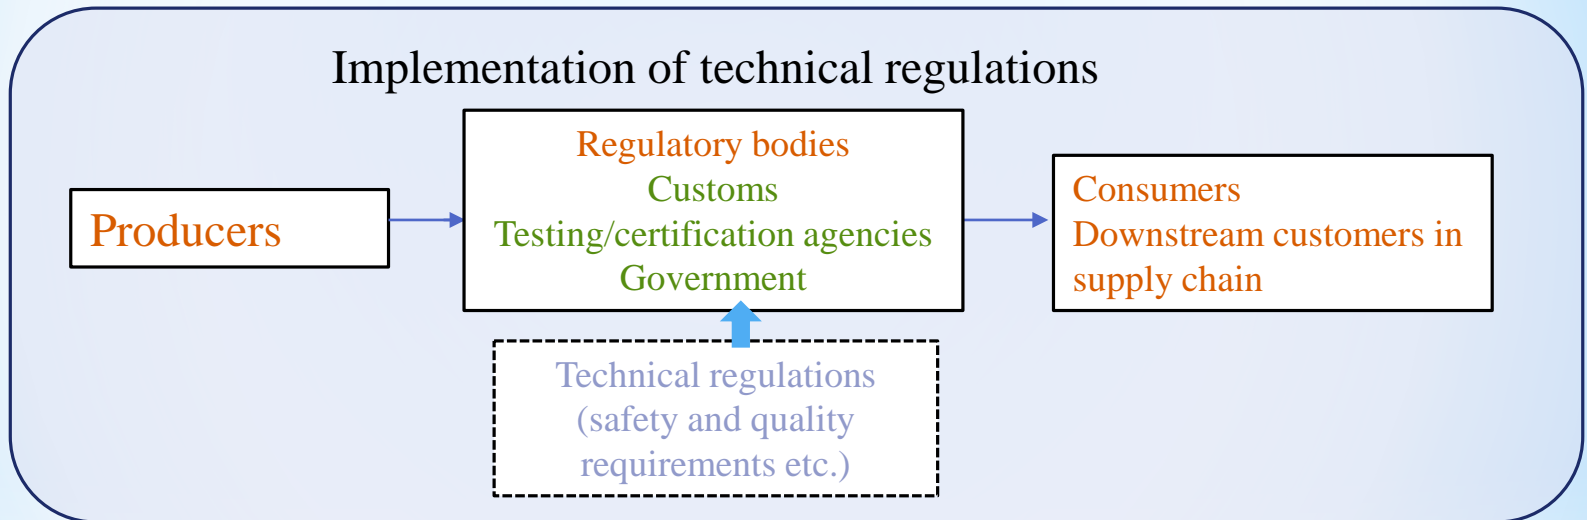 Implementation of technical regulations
Producers
Regulatory bodies
Customs
Testing/certification agencies
Government
Consumers
Downstream customers in
supply chain
Technical regulations
(safety and quality
requirements etc.)